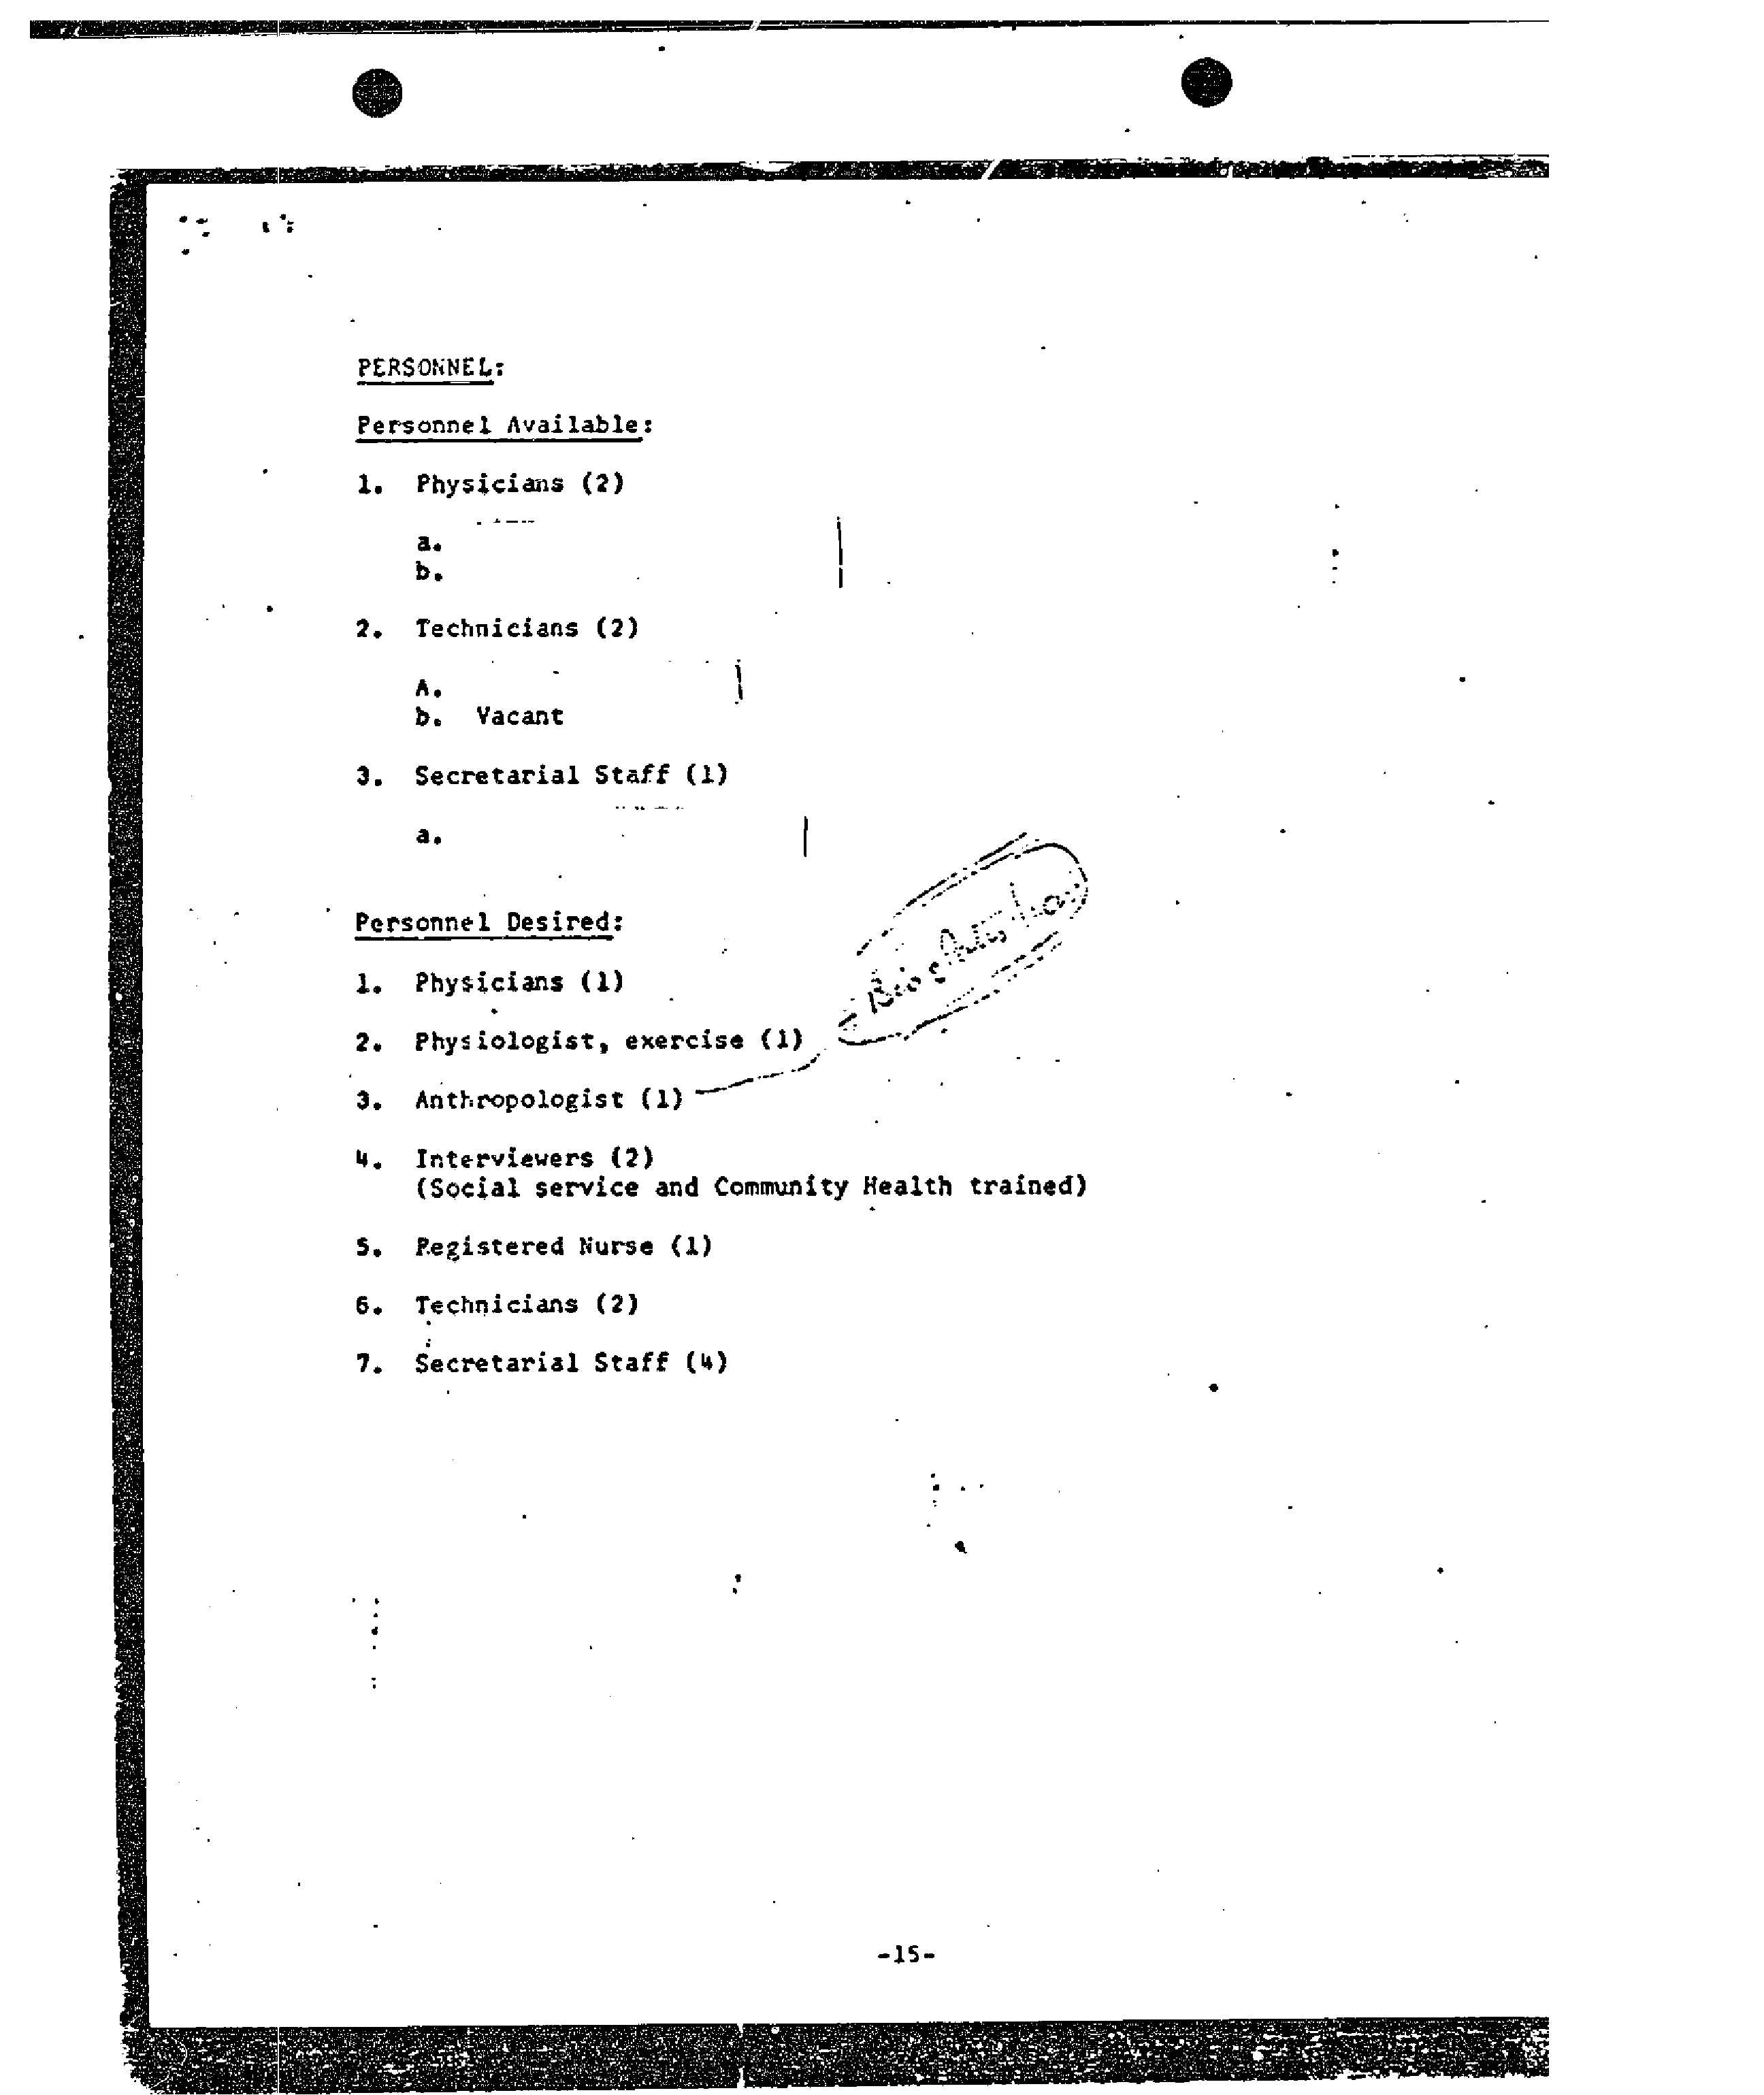 PERSONNEL:
Personnel Available:
1. Physicians (2)
a.
b.
2. Technicians (2)
A.
b. Vacant
3. Secretarial Staff (1)
a.
Personnel Desired:
1. Physicians (1)
2. Physiologist, exercise (1)
3. Anthropologist (1)
4. Interviewers (2)
(Social service and Community Health trained)
5. Registered Nurse (1)
6. Technicians (2)
7. Secretarial Staff (4)
-15-